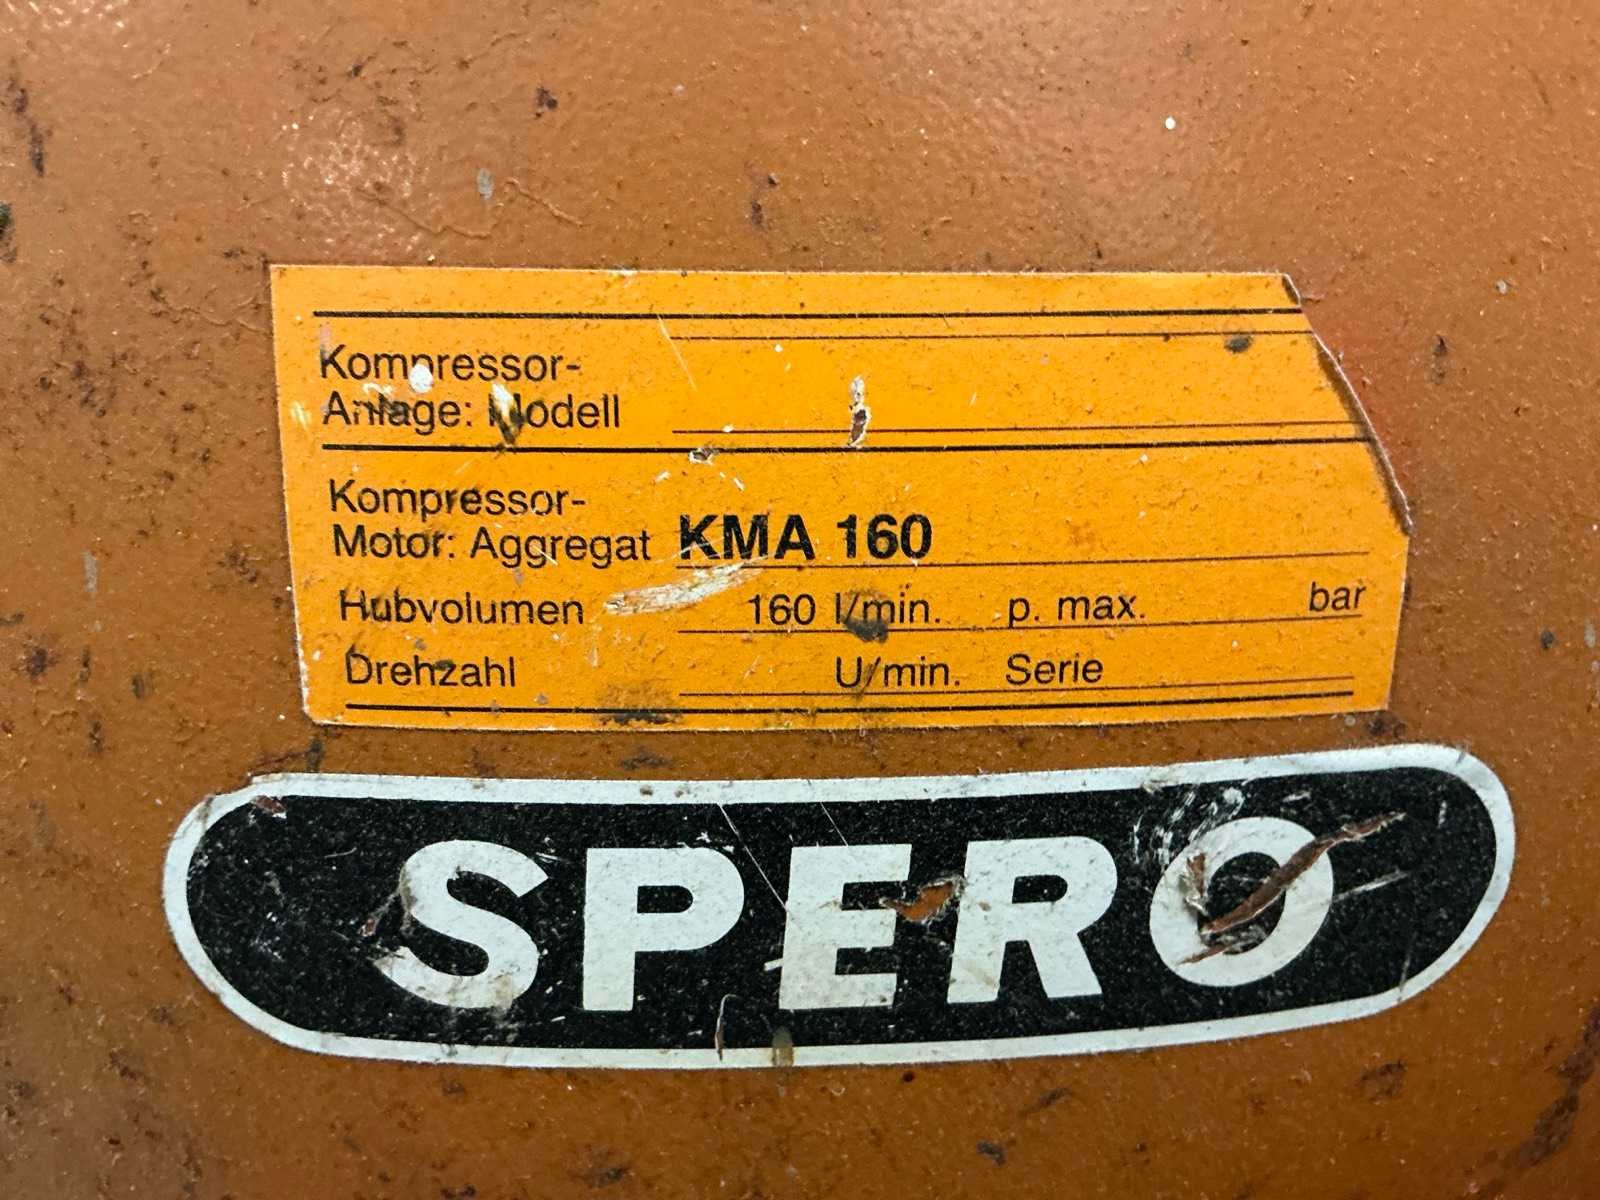 Kompressor-
Anlage: Modell
Kompressor-
Motor: Aggregat KMA 160
Hubvolumen 160 l/min. p. max. bar
Drehzahl U/min. Serie
SPERO